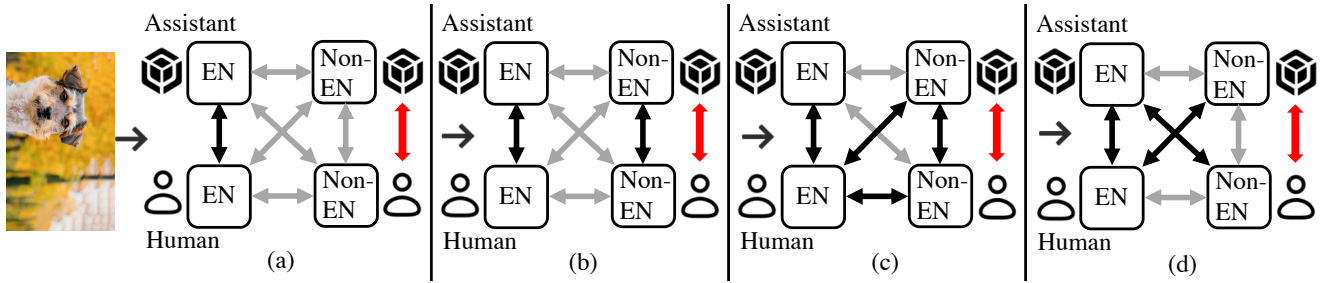 Assistant
EN
Non-
EN
EN
Non-
EN
Human
(a)
Assistant
EN
Non-
EN
EN
Non-
EN
Human
(b)
Assistant
EN
Non-
EN
EN
Non-
EN
Human
(c)
Assistant
EN
Non-
EN
EN
Non-
EN
Human
(d)